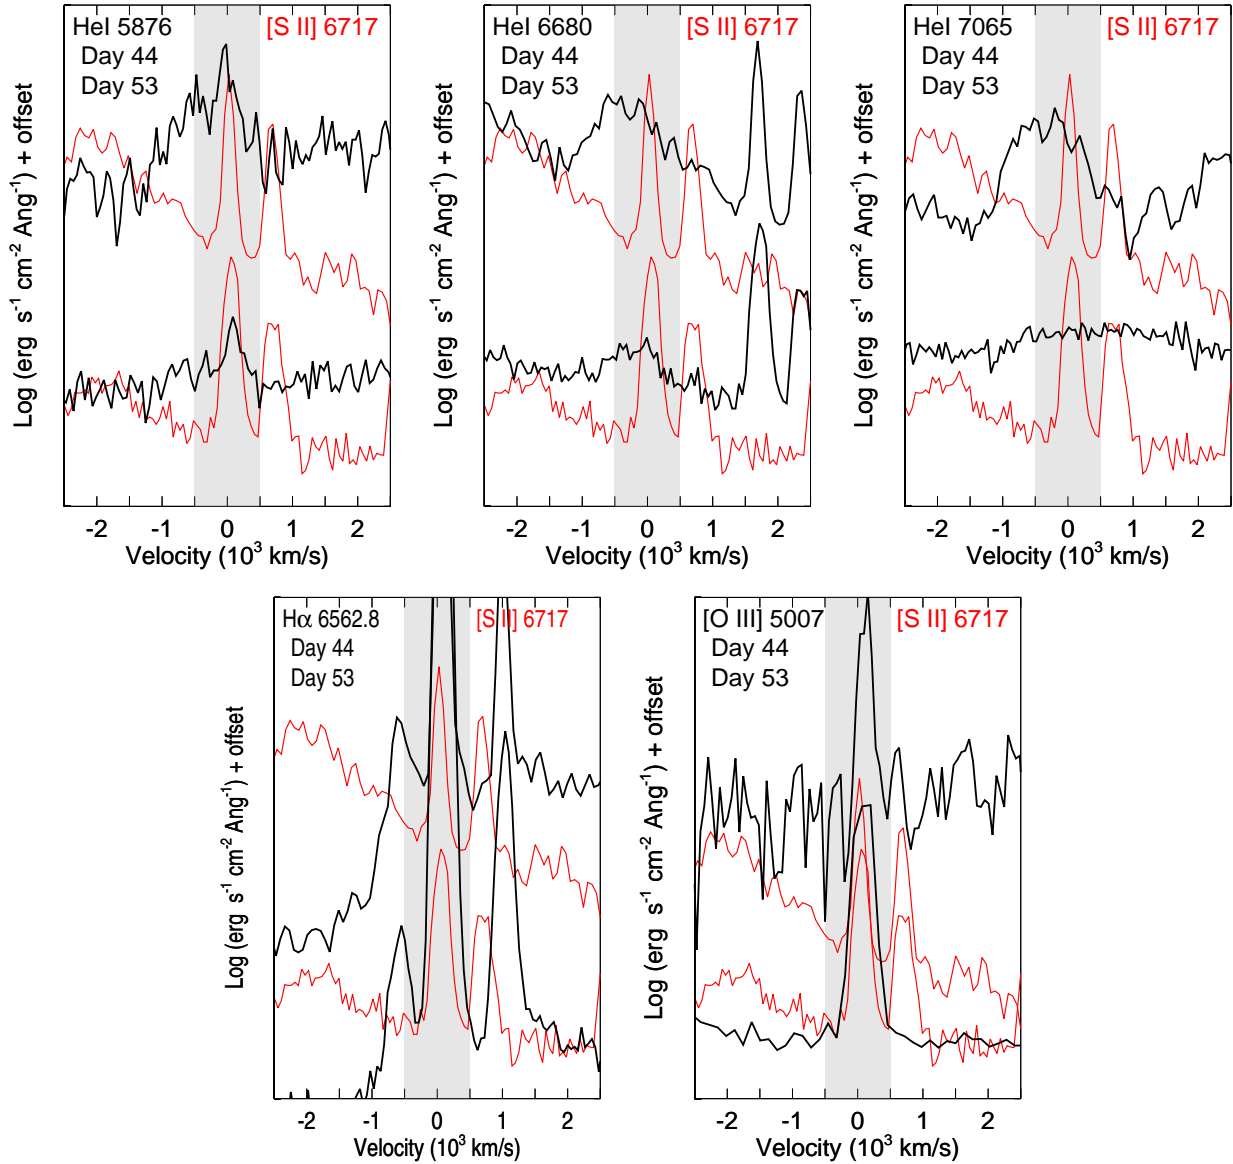 HeI 5876 [S II] 6717
Day 44
Day 53
Log (erg s-1 cm-2 Ang-1) + offset
-2 -1 0 1 2
Velocity (103 km/s)
HeI 6680 [S II] 6717
Day 44
Day 53
Log (erg s-1 cm-2 Ang-1) + offset
-2 -1 0 1 2
Velocity (103 km/s)
HeI 7065 [S II] 6717
Day 44
Day 53
Log (erg s-1 cm-2 Ang-1) + offset
-2 -1 0 1 2
Velocity (103 km/s)
Hα 6562.8 [S II] 6717
Day 44
Day 53
Log (erg s-1 cm-2 Ang-1) + offset
-2 -1 0 1 2
Velocity (103 km/s)
[O III] 5007 [S II] 6717
Day 44
Day 53
Log (erg s-1 cm-2 Ang-1) + offset
-2 -1 0 1 2
Velocity (103 km/s)